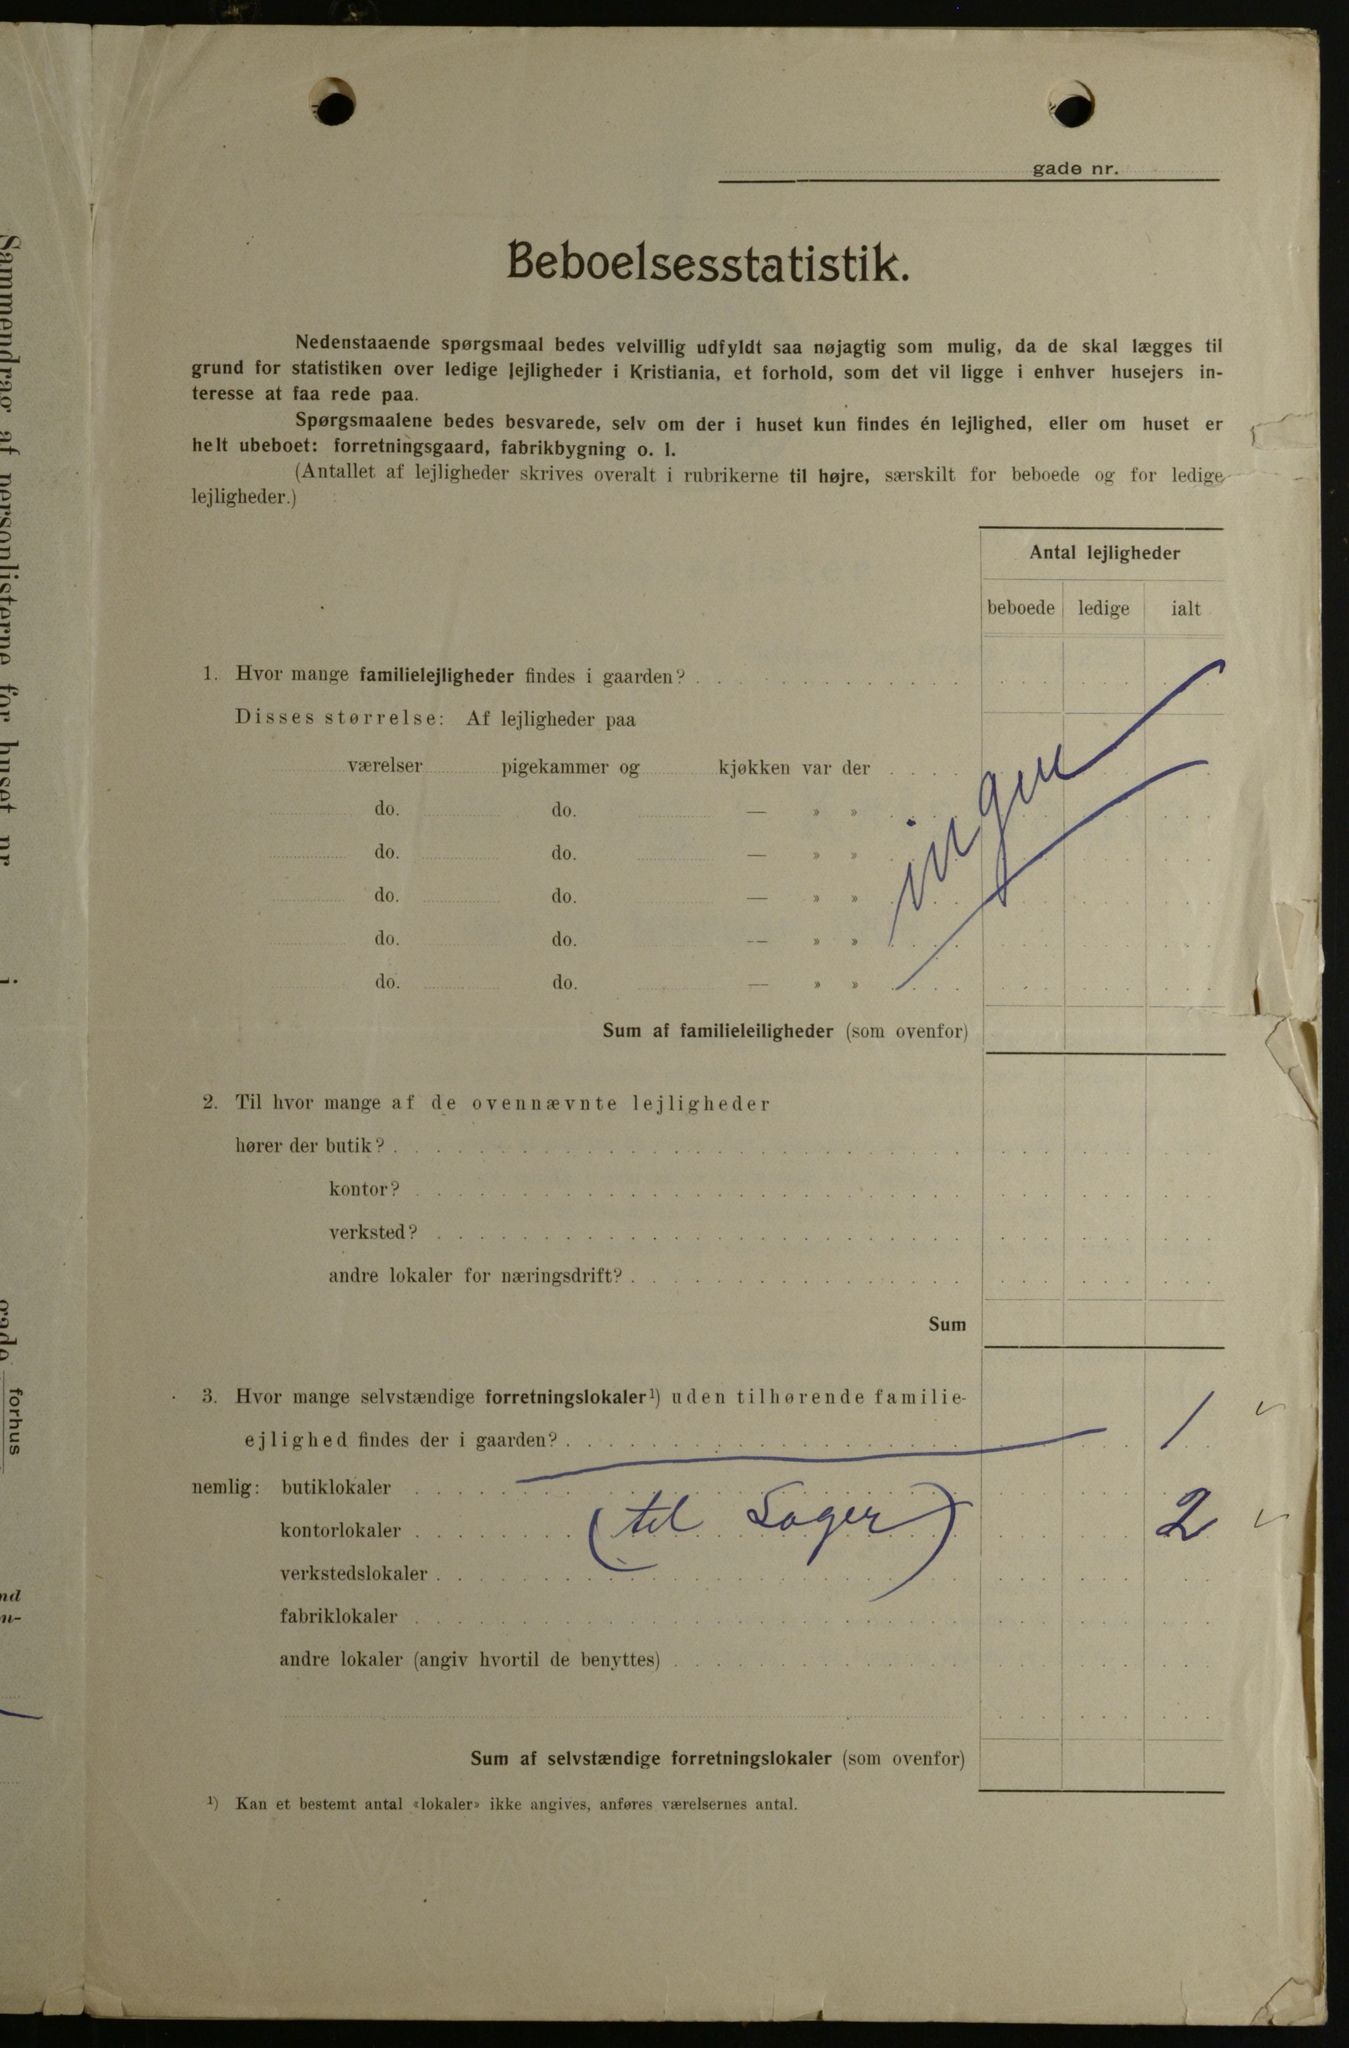 gade nr.
Beboelsesstatistik.
Nedenstaaende spørgsmaal bedes velvillig udfyldt saa nøjagtig som mulig, da de skal lægges til
grund for statistiken over ledige lejligheder i Kristiania, et forhold, som det vil ligge i enhver husejers in-
teresse at faa rede paa.
Spørgsmaalene bedes besvarede, selv om der i huset kun findes én lejlighed, eller om huset er
helt ubeboet: forretningsgaard, fabrikbygning o. l.
(Antallet af lejligheder skrives overalt i rubrikerne til højre, særskilt for beboede og for ledige
lejligheder.)
Antal lejligheder
beboede ledige ialt
1. Hvor mange familielejligheder findes i gaarden?
Disses størrelse: Af lejligheder paa
værelser pigekammer og kjøkken var der
do. do. — » »
do. do. — » »
do. do. — » »
do. do. — » »
do. do. — » »
ingen
Sum af familieleiligheder (som ovenfor)
2. Til hvor mange af de ovennævnte lejligheder
hører der butik?
kontor?
verksted?
andre lokaler for næringsdrift?
Sum
3. Hvor mange selvstændige forretningslokaler¹) uden tilhørende familie-
ejlighed findes der i gaarden? 1
nemlig: butiklokaler
kontorlokaler (til Lager) 2
verkstedslokaler
fabriklokaler
andre lokaler (angiv hvortil de benyttes)
Sum af selvstændige forretningslokaler (som ovenfor)
¹) Kan et bestemt antal «lokaler» ikke angives, anføres værelsernes antal.
Sammendrag af personlisterne for huset nr. i
gade
forhus
nd
n-